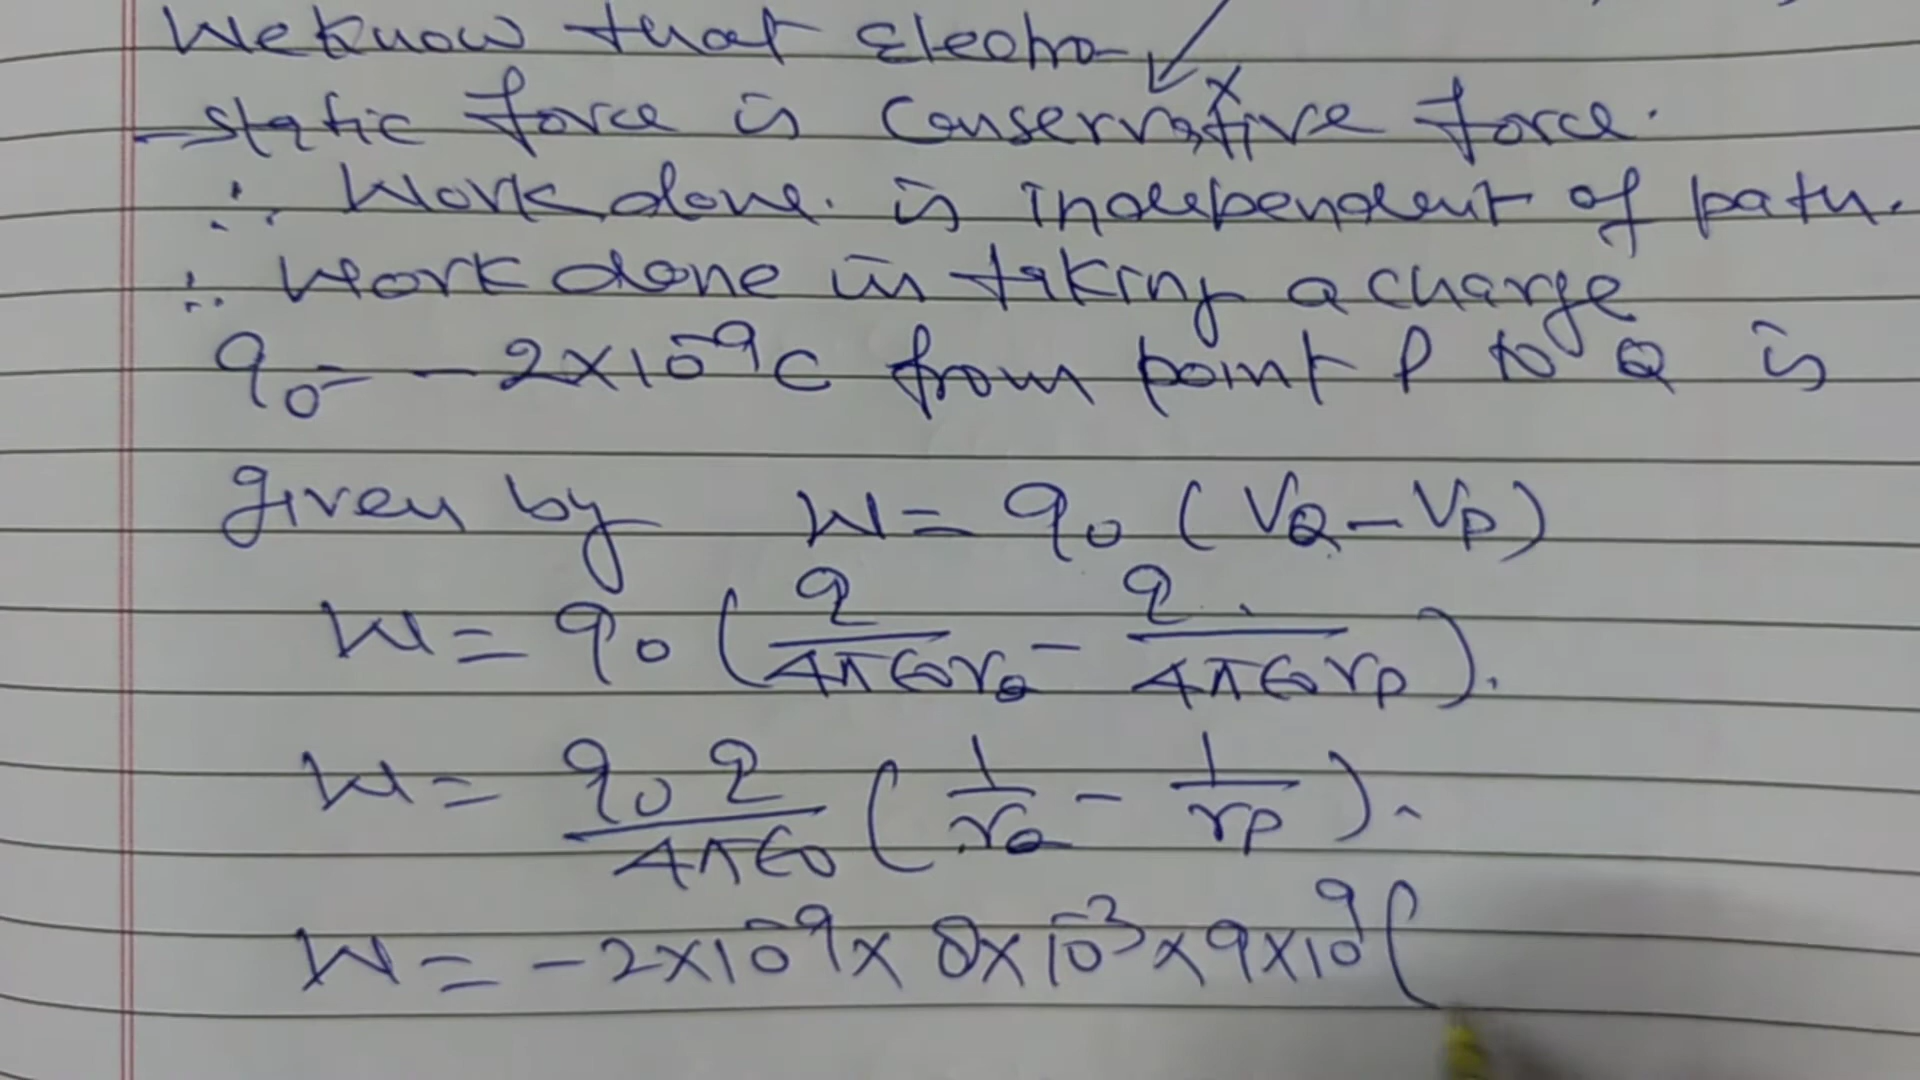 We know that Electro-
-static force is Conservative force.
∴ Work done. is independent of path.
∴ Work done in taking a charge
q₀ = -2×10⁻⁹C from point P to Q is
given by W = q₀ (V_Q - V_P)
W = q₀ (q/4πϵ₀r_Q - q/4πϵ₀r_P).
W = q₀q/4πϵ₀ (1/r_Q - 1/r_P).
W = -2×10⁻⁹ × 8×10⁻³ × 9×10⁹ (